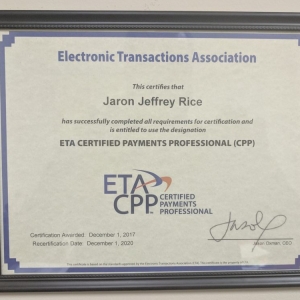 Electronic Transactions Association
This certifies that
Jaron Jeffrey Rice
has successfully completed all requirements for certification and
is entitled to use the designation
ETA CERTIFIED PAYMENTS PROFESSIONAL (CPP)
ETA
CPP
CERTIFIED
PAYMENTS
PROFESSIONAL
Certification Awarded: December 1, 2017
Recertification Date: December 1, 2020
Jason Oxman, CEO